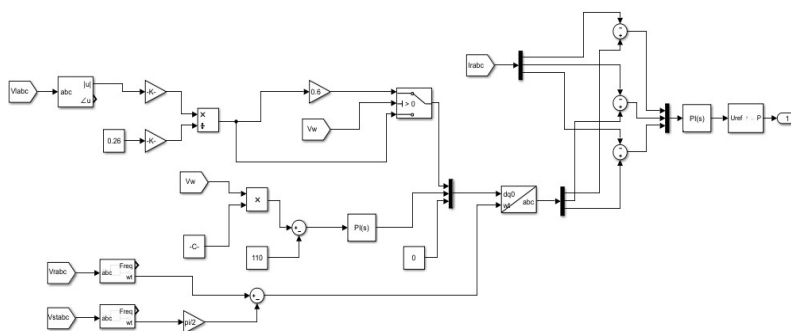 Vlabc
abc
|u|
∠u
-K-
0.26
-K-
×
÷
0.6
Vw
> 0
Irabc
PI(s)
Uref
P
1
Vw
-C-
×
110
PI(s)
0
dq0
wt
abc
Vrabc
abc
Freq
wt
Vstabc
abc
Freq
wt
pi/2